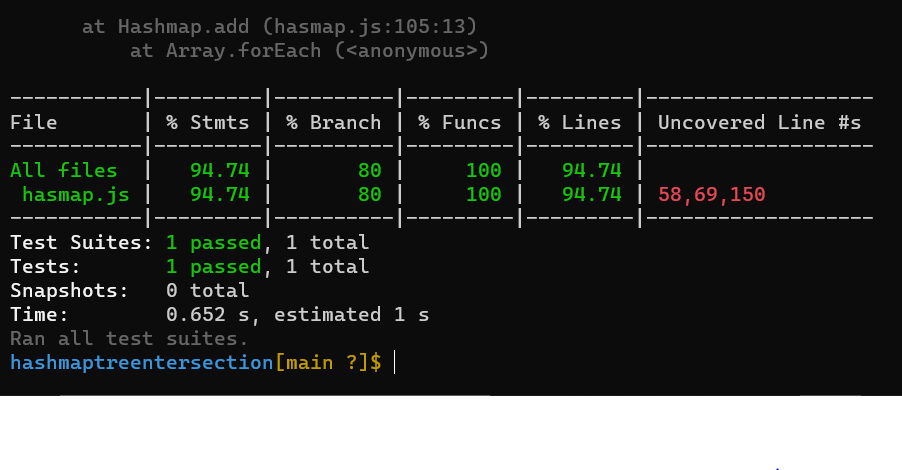 at Hashmap.add (hasmap.js:105:13)
at Array.forEach (<anonymous>)
-----------|---------|----------|---------|---------|-------------------
File | % Stmts | % Branch | % Funcs | % Lines | Uncovered Line #s
-----------|---------|----------|---------|---------|-------------------
All files | 94.74 | 80 | 100 | 94.74 |
hasmap.js | 94.74 | 80 | 100 | 94.74 | 58,69,150
-----------|---------|----------|---------|---------|-------------------
Test Suites: 1 passed, 1 total
Tests: 1 passed, 1 total
Snapshots: 0 total
Time: 0.652 s, estimated 1 s
Ran all test suites.
hashmaptreentersection[main ?]$